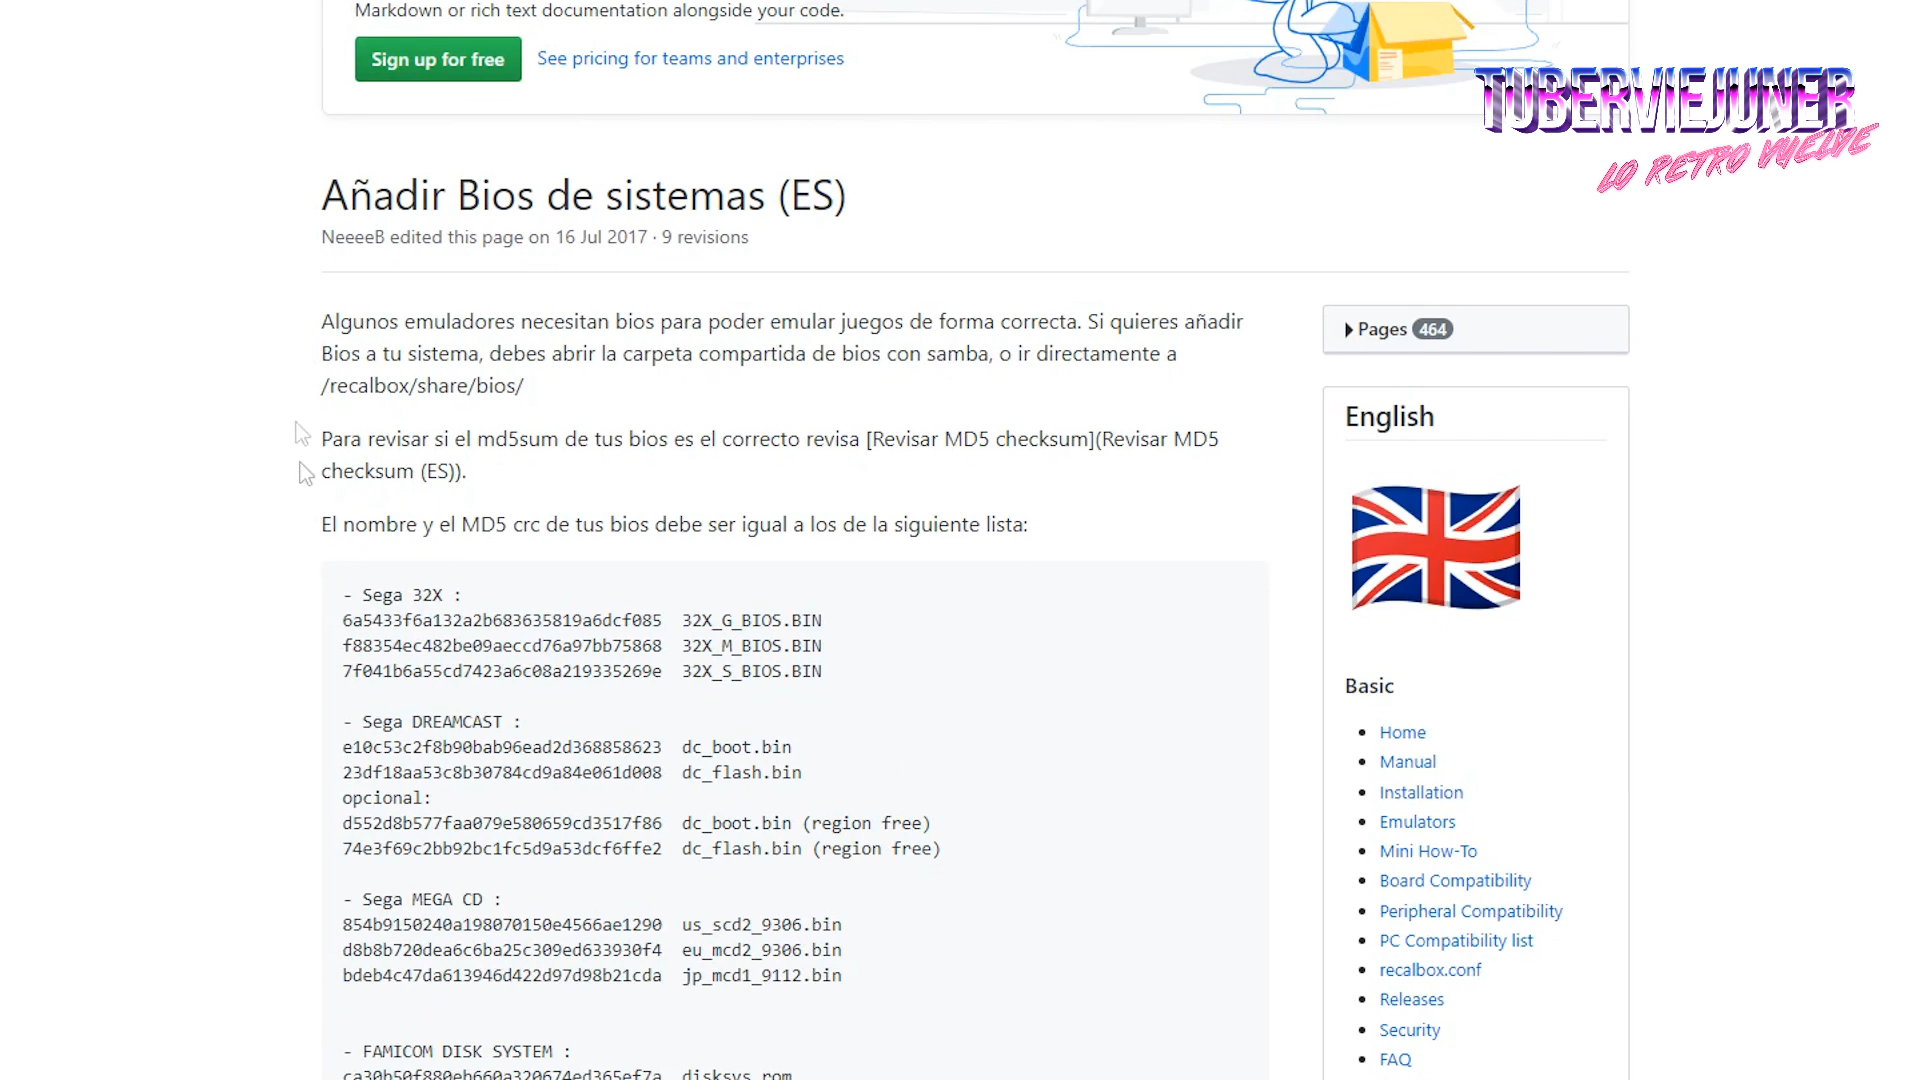 Markdown or rich text documentation alongside your code.
Sign up for free
See pricing for teams and enterprises
TUBERVIEJUNER
LO RETRO VUELVE
Añadir Bios de sistemas (ES)
NeeeeB edited this page on 16 Jul 2017 · 9 revisions
Algunos emuladores necesitan bios para poder emular juegos de forma correcta. Si quieres añadir
Bios a tu sistema, debes abrir la carpeta compartida de bios con samba, o ir directamente a
/recalbox/share/bios/
Para revisar si el md5sum de tus bios es el correcto revisa [Revisar MD5 checksum](Revisar MD5
checksum (ES)).
El nombre y el MD5 crc de tus bios debe ser igual a los de la siguiente lista:
- Sega 32X :
6a5433f6a132a2b683635819a6dcf085  32X_G_BIOS.BIN
f88354ec482be09aeccd76a97bb75868  32X_M_BIOS.BIN
7f041b6a55cd7423a6c08a219335269e  32X_S_BIOS.BIN
- Sega DREAMCAST :
e10c53c2f8b90bab96ead2d368858623  dc_boot.bin
23df18aa53c8b30784cd9a84e061d008  dc_flash.bin
opcional:
d552d8b577faa079e580659cd3517f86  dc_boot.bin (region free)
74e3f69c2bb92bc1fc5d9a53dcf6ffe2  dc_flash.bin (region free)
- Sega MEGA CD :
854b9150240a198070150e4566ae1290  us_scd2_9306.bin
d8b8b720dea6c6ba25c309ed633930f4  eu_mcd2_9306.bin
bdeb4c47da613946d422d97d98b21cda  jp_mcd1_9112.bin
- FAMICOM DISK SYSTEM :
ca30b50f880eb660a320674ed365ef7a  disksys.rom
Pages 464
English
Basic
Home
Manual
Installation
Emulators
Mini How-To
Board Compatibility
Peripheral Compatibility
PC Compatibility list
recalbox.conf
Releases
Security
FAQ